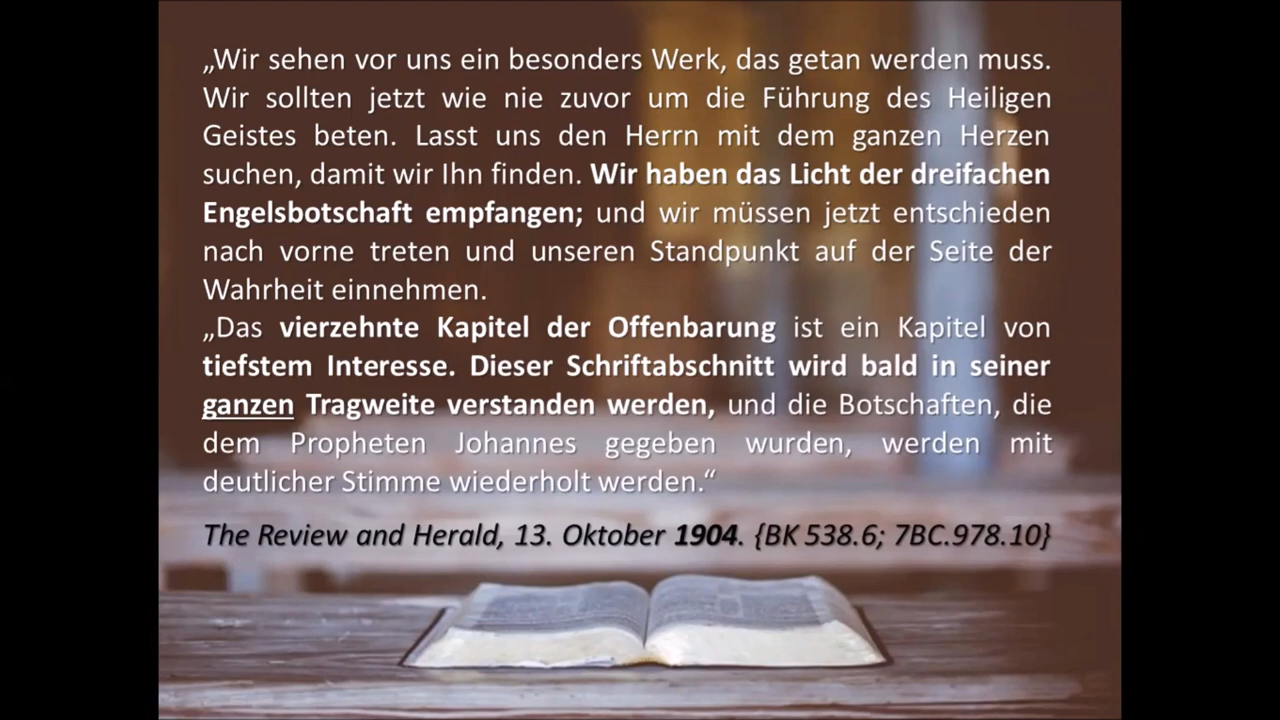 „Wir sehen vor uns ein besonders Werk, das getan werden muss.
Wir sollten jetzt wie nie zuvor um die Führung des Heiligen
Geistes beten. Lasst uns den Herrn mit dem ganzen Herzen
suchen, damit wir Ihn finden. Wir haben das Licht der dreifachen
Engelsbotschaft empfangen; und wir müssen jetzt entschieden
nach vorne treten und unseren Standpunkt auf der Seite der
Wahrheit einnehmen.
„Das vierzehnte Kapitel der Offenbarung ist ein Kapitel von
tiefstem Interesse. Dieser Schriftabschnitt wird bald in seiner
ganzen Tragweite verstanden werden, und die Botschaften, die
dem Propheten Johannes gegeben wurden, werden mit
deutlicher Stimme wiederholt werden.“
The Review and Herald, 13. Oktober 1904. {BK 538.6; 7BC.978.10}